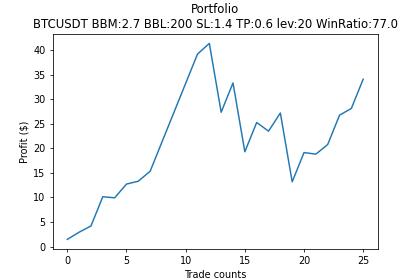 Portfolio
BTCUSDT BBM:2.7 BBL:200 SL:1.4 TP:0.6 lev:20 WinRatio:77.0
40
35
30
25
20
15
10
5
0
Profit ($)
0 5 10 15 20 25
Trade counts